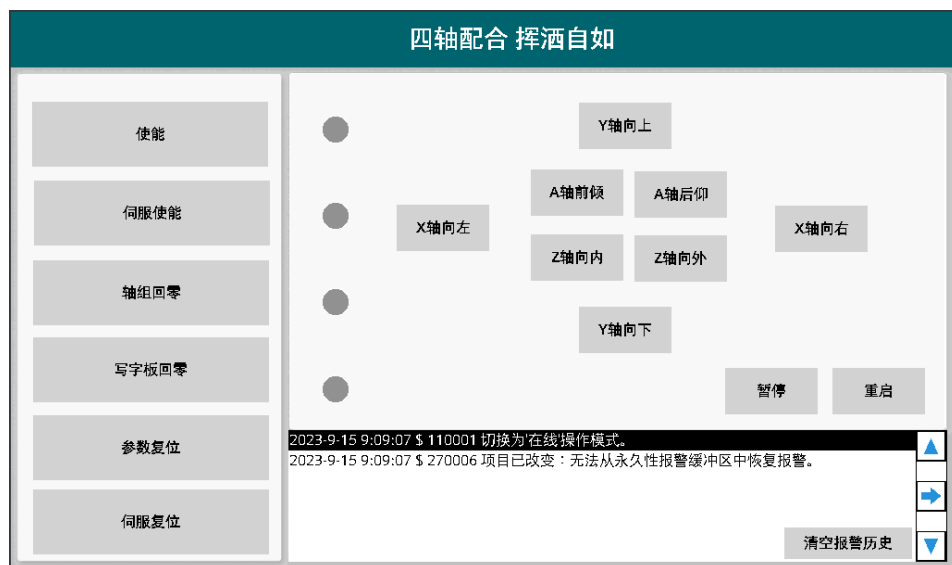 四轴配合 挥洒自如
使能
伺服使能
轴组回零
写字板回零
参数复位
伺服复位
Y轴向上
A轴前倾
A轴后仰
X轴向左
X轴向右
Z轴向内
Z轴向外
Y轴向下
暂停
重启
2023-9-15 9:09:07 $ 110001 切换为'在线'操作模式。
2023-9-15 9:09:07 $ 270006 项目已改变：无法从永久性报警缓冲区中恢复报警。
清空报警历史